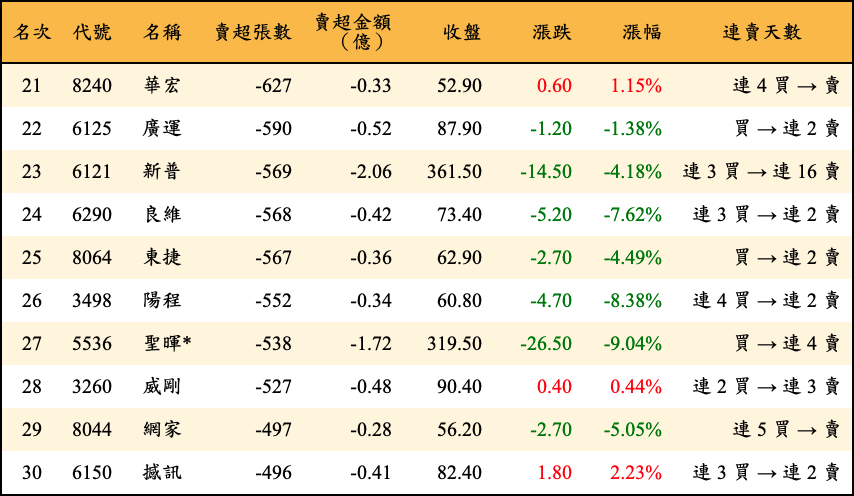 名次 代號 名稱 賣超張數 賣超金額（億） 收盤 漲跌 漲幅 連賣天數
21 8240 華宏 -627 -0.33 52.90 0.60 1.15% 連 4 買 → 賣
22 6125 廣運 -590 -0.52 87.90 -1.20 -1.38% 買 → 連 2 賣
23 6121 新普 -569 -2.06 361.50 -14.50 -4.18% 連 3 買 → 連 16 賣
24 6290 良維 -568 -0.42 73.40 -5.20 -7.62% 連 3 買 → 連 2 賣
25 8064 東捷 -567 -0.36 62.90 -2.70 -4.49% 買 → 連 2 賣
26 3498 陽程 -552 -0.34 60.80 -4.70 -8.38% 連 4 買 → 連 2 賣
27 5536 聖暉* -538 -1.72 319.50 -26.50 -9.04% 買 → 連 4 賣
28 3260 威剛 -527 -0.48 90.40 0.40 0.44% 連 2 買 → 連 3 賣
29 8044 網家 -497 -0.28 56.20 -2.70 -5.05% 連 5 買 → 賣
30 6150 撼訊 -496 -0.41 82.40 1.80 2.23% 連 3 買 → 連 2 賣